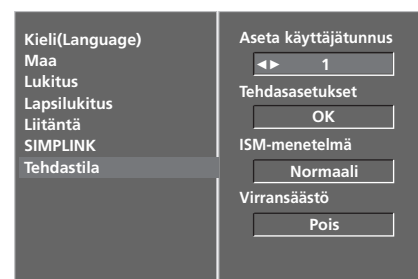 Kieli(Language)
Maa
Lukitus
Lapsilukitus
Liitäntä
SIMPLINK
Tehdastila
Aseta käyttäjätunnus
◄► 1
Tehdasasetukset
OK
ISM-menetelmä
Normaali
Virransäästö
Pois